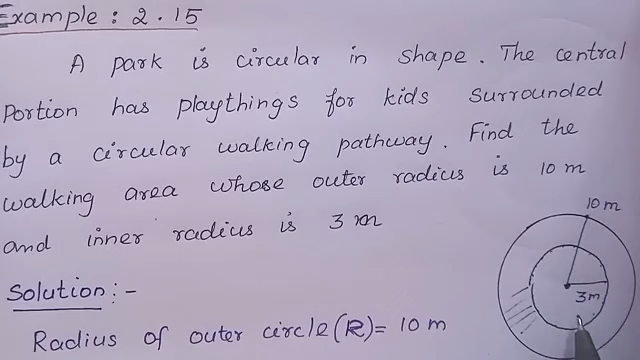 Example : 2.15
A park is circular in shape. The central
Portion has playthings for kids surrounded
by a circular walking pathway. Find the
walking area whose outer radius is 10 m
and inner radius is 3 m
10 m
3m
Solution :-
Radius of outer circle (R) = 10 m